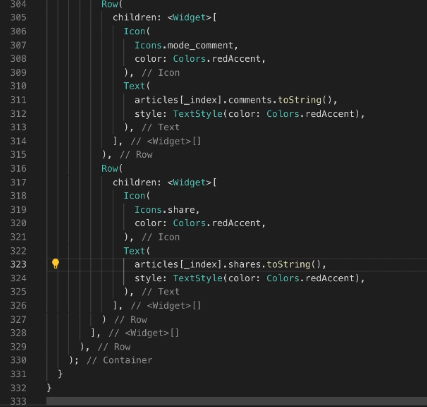 304 Row(
305 children: <Widget>[
306 Icon(
307 Icons.mode_comment,
308 color: Colors.redAccent,
309 ), // Icon
310 Text(
311 articles[_index].comments.toString(),
312 style: TextStyle(color: Colors.redAccent),
313 ), // Text
314 ], // <Widget>[]
315 ), // Row
316 Row(
317 children: <Widget>[
318 Icon(
319 Icons.share,
320 color: Colors.redAccent,
321 ), // Icon
322 Text(
323 articles[_index].shares.toString(),
324 style: TextStyle(color: Colors.redAccent),
325 ), // Text
326 ], // <Widget>[]
327 ) // Row
328 ], // <Widget>[]
329 ), // Row
330 ); // Container
331 }
332 }
333